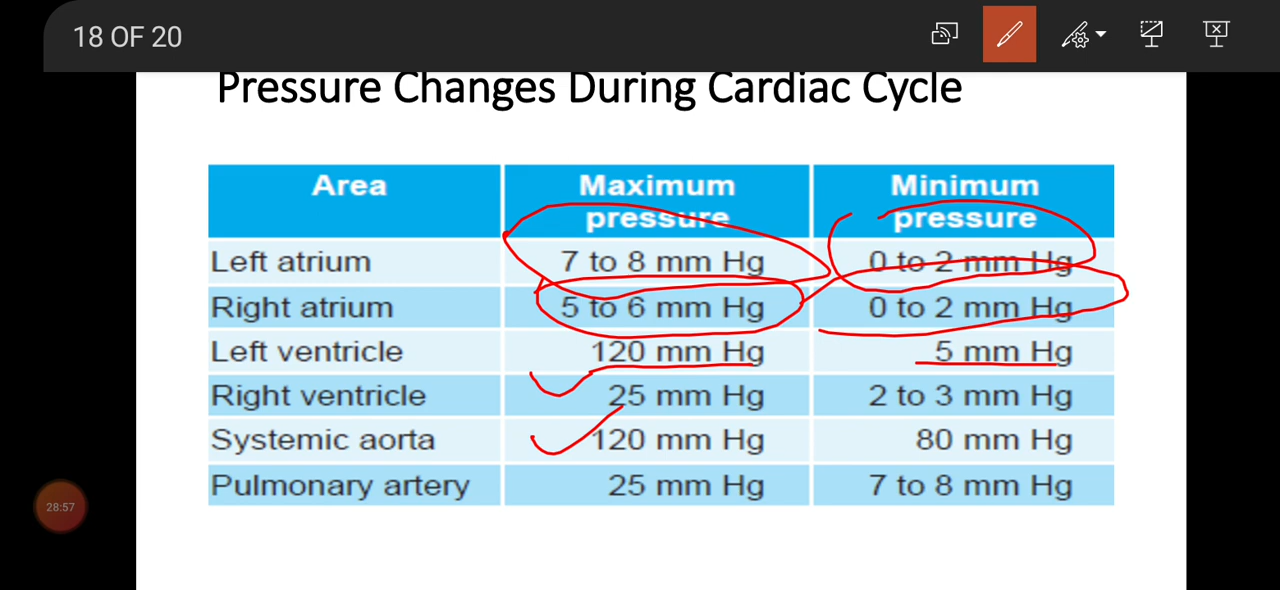 18 OF 20
Pressure Changes During Cardiac Cycle
Area Maximum pressure Minimum pressure
Left atrium 7 to 8 mm Hg 0 to 2 mm Hg
Right atrium 5 to 6 mm Hg 0 to 2 mm Hg
Left ventricle 120 mm Hg 5 mm Hg
Right ventricle 25 mm Hg 2 to 3 mm Hg
Systemic aorta 120 mm Hg 80 mm Hg
Pulmonary artery 25 mm Hg 7 to 8 mm Hg
28:57